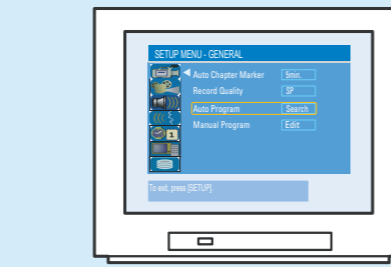 SETUP MENU - GENERAL
Auto Chapter Marker 5min.
Record Quality SP
Auto Program Search
Manual Program Edit
1
To exit, press [SETUP].